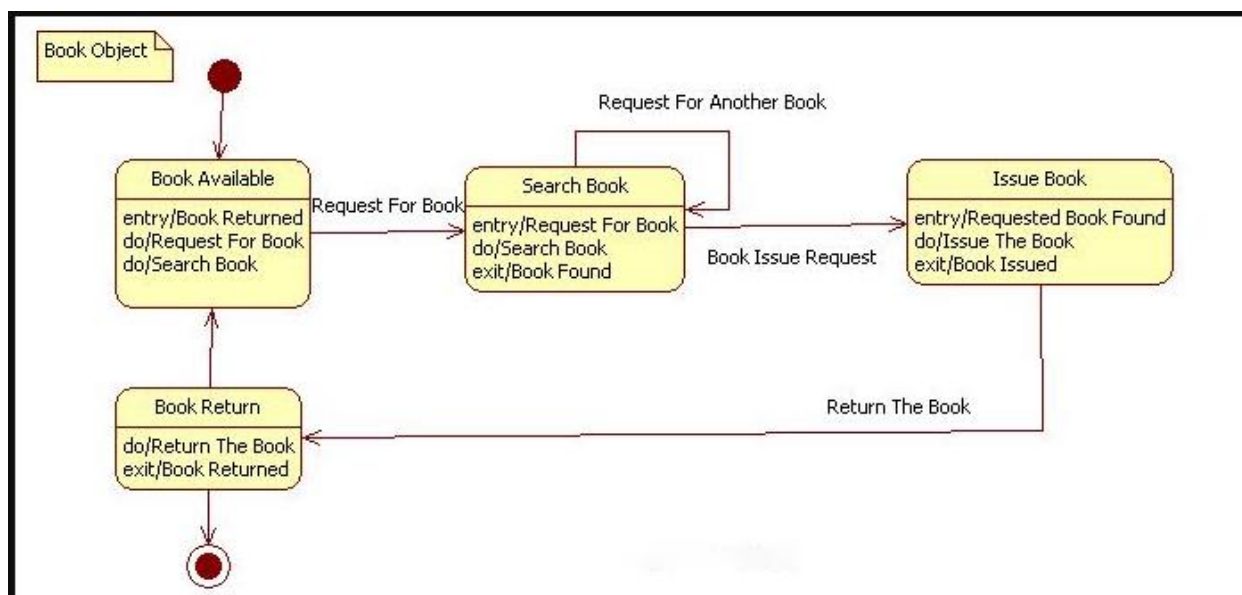 Book Object
Request For Another Book
Book Available
entry/Book Returned
do/Request For Book
do/Search Book
Request For Book
Search Book
entry/Request For Book
do/Search Book
exit/Book Found
Book Issue Request
Issue Book
entry/Requested Book Found
do/Issue The Book
exit/Book Issued
Return The Book
Book Return
do/Return The Book
exit/Book Returned